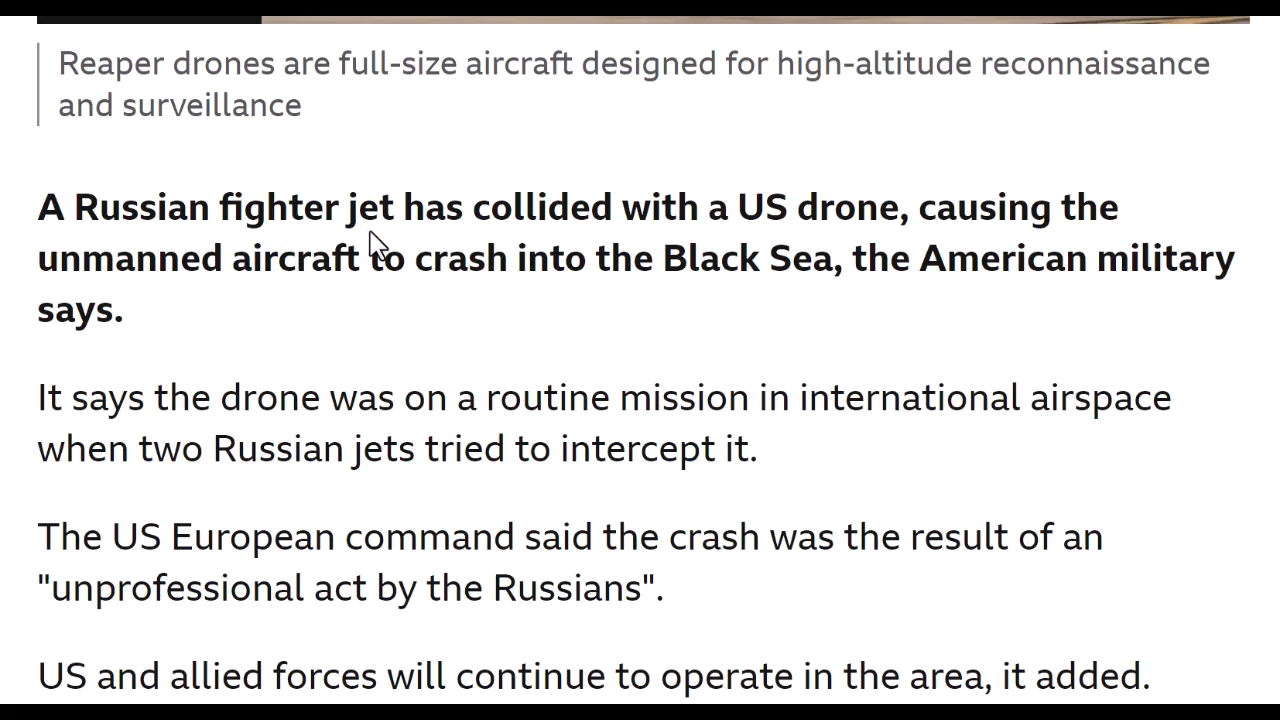 Reaper drones are full-size aircraft designed for high-altitude reconnaissance
and surveillance
A Russian fighter jet has collided with a US drone, causing the
unmanned aircraft to crash into the Black Sea, the American military
says.
It says the drone was on a routine mission in international airspace
when two Russian jets tried to intercept it.
The US European command said the crash was the result of an
"unprofessional act by the Russians".
US and allied forces will continue to operate in the area, it added.